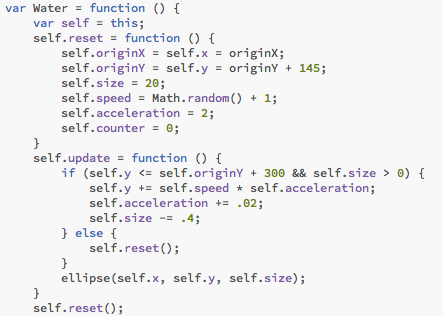 var Water = function () {
    var self = this;
    self.reset = function () {
        self.originX = self.x = originX;
        self.originY = self.y = originY + 145;
        self.size = 20;
        self.speed = Math.random() + 1;
        self.acceleration = 2;
        self.counter = 0;
    }
    self.update = function () {
        if (self.y <= self.originY + 300 && self.size > 0) {
            self.y += self.speed * self.acceleration;
            self.acceleration += .02;
            self.size -= .4;
        } else {
            self.reset();
        }
        ellipse(self.x, self.y, self.size);
    }
    self.reset();